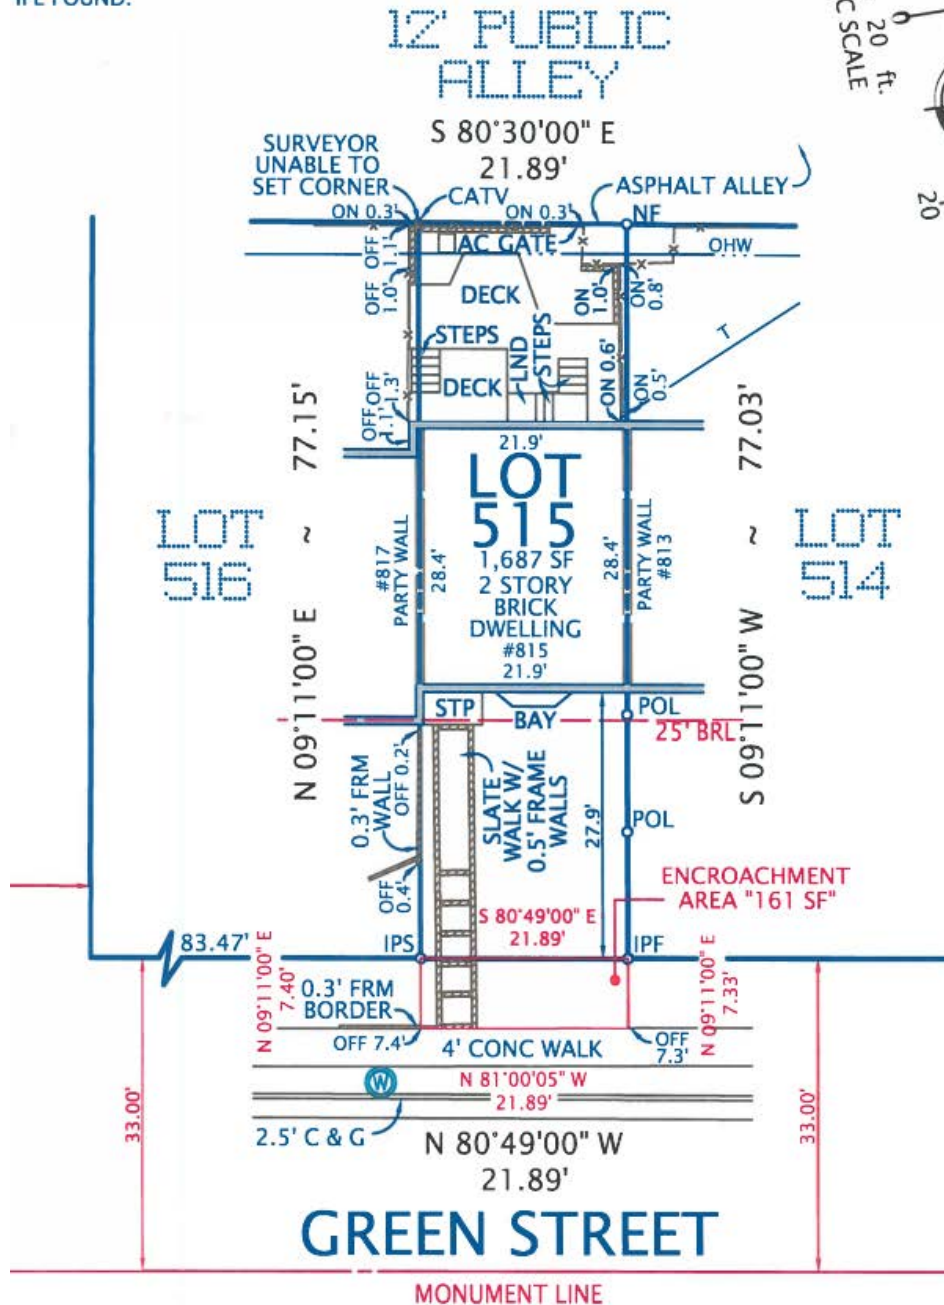 IPE FOUND.
20 ft.
C SCALE
20'
12' PUBLIC
ALLEY
S 80°30'00" E
21.89'
SURVEYOR
UNABLE TO
SET CORNER
CATV
ASPHALT ALLEY
ON 0.3'
ON 0.3'
NF
OFF
1.1'
AC GATE
OHW
OFF
1.0'
DECK
ON
1.0'
ON
0.8'
STEPS
LND
STEPS
T
DECK
ON 0.6'
ON
0.5'
OFF
1.3'
OFF
1.1'
77.15'
~
N 09°11'00" E
77.03'
~
S 09°11'00" W
21.9'
LOT
515
1,687 SF
2 STORY
BRICK
DWELLING
#815
21.9'
LOT
516
#817
PARTY WALL
28.4'
28.4'
PARTY WALL
#813
LOT
514
STP
BAY
POL
25' BRL
0.3' FRM
WALL
OFF 0.2'
SLATE
WALK W/
0.5' FRAME
WALLS
27.9'
POL
OFF
0.4'
ENCROACHMENT
AREA "161 SF"
S 80°49'00" E
21.89'
83.47'
IPS
IPF
N 09°11'00" E
7.40'
0.3' FRM
BORDER
N 09°11'00" E
7.33'
OFF 7.4'
4' CONC WALK
OFF
7.3'
W
N 81°00'05" W
21.89'
33.00'
33.00'
2.5' C & G
N 80°49'00" W
21.89'
GREEN STREET
MONUMENT LINE